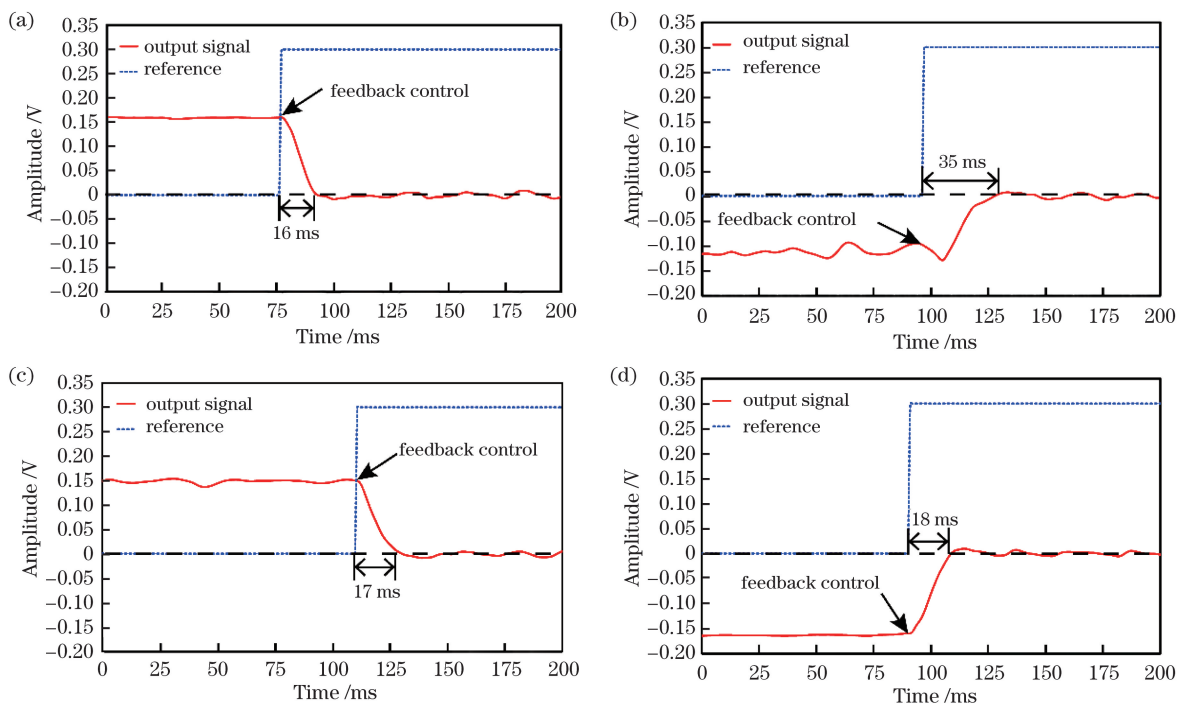 (a)
0.35
0.30
0.25
0.20
0.15
0.10
0.05
0
−0.05
−0.10
−0.15
−0.20
Amplitude /V
output signal
reference
feedback control
16 ms
0 25 50 75 100 125 150 175 200
Time /ms
(b)
0.35
0.30
0.25
0.20
0.15
0.10
0.05
0
−0.05
−0.10
−0.15
−0.20
Amplitude /V
output signal
reference
35 ms
feedback control
0 25 50 75 100 125 150 175 200
Time /ms
(c)
0.35
0.30
0.25
0.20
0.15
0.10
0.05
0
−0.05
−0.10
−0.15
−0.20
Amplitude /V
output signal
reference
feedback control
17 ms
0 25 50 75 100 125 150 175 200
Time /ms
(d)
0.35
0.30
0.25
0.20
0.15
0.10
0.05
0
−0.05
−0.10
−0.15
−0.20
Amplitude /V
output signal
reference
18 ms
feedback control
0 25 50 75 100 125 150 175 200
Time /ms